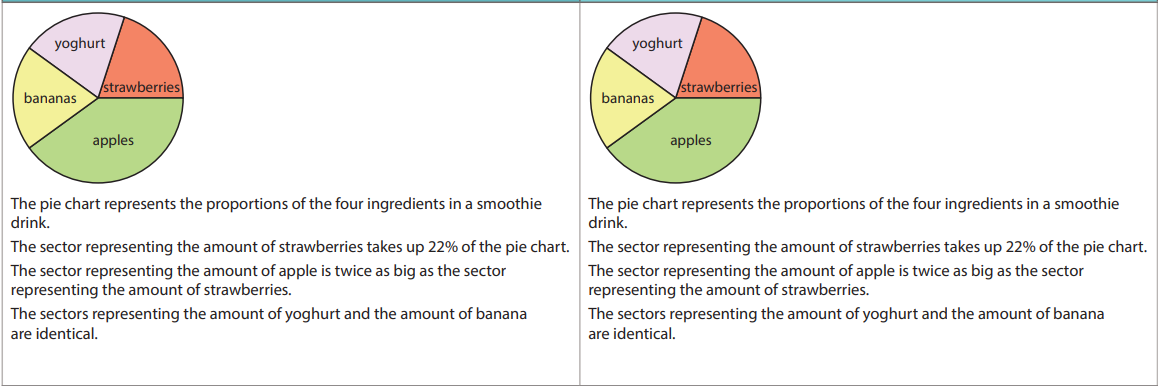 yoghurt
strawberries
bananas
apples
The pie chart represents the proportions of the four ingredients in a smoothie
drink.
The sector representing the amount of strawberries takes up 22% of the pie chart.
The sector representing the amount of apple is twice as big as the sector
representing the amount of strawberries.
The sectors representing the amount of yoghurt and the amount of banana
are identical.
yoghurt
strawberries
bananas
apples
The pie chart represents the proportions of the four ingredients in a smoothie
drink.
The sector representing the amount of strawberries takes up 22% of the pie chart.
The sector representing the amount of apple is twice as big as the sector
representing the amount of strawberries.
The sectors representing the amount of yoghurt and the amount of banana
are identical.